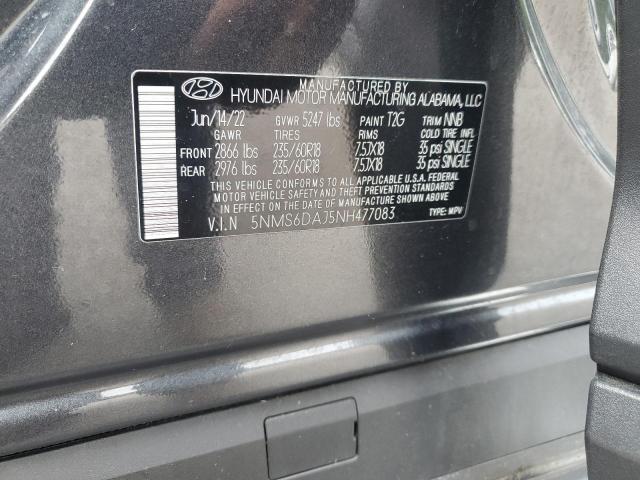 MANUFACTURED BY
HYUNDAI MOTOR MANUFACTURING ALABAMA, LLC
Jun/14/22 GVWR 5247 lbs PAINT T2G TRIM NNB
GAWR TIRES RIMS COLD TIRE INFL
FRONT 2866 lbs 235/60R18 7.5JX18 35 psi SINGLE
REAR 2976 lbs 235/60R18 7.5JX18 35 psi SINGLE
THIS VEHICLE CONFORMS TO ALL APPLICABLE U.S.A. FEDERAL
MOTOR VEHICLE SAFETY AND THEFT PREVENTION STANDARDS
IN EFFECT ON THE DATE OF MANUFACTURE SHOWN ABOVE
V.I.N 5NMS6DAJ5NH477083 TYPE: MPV